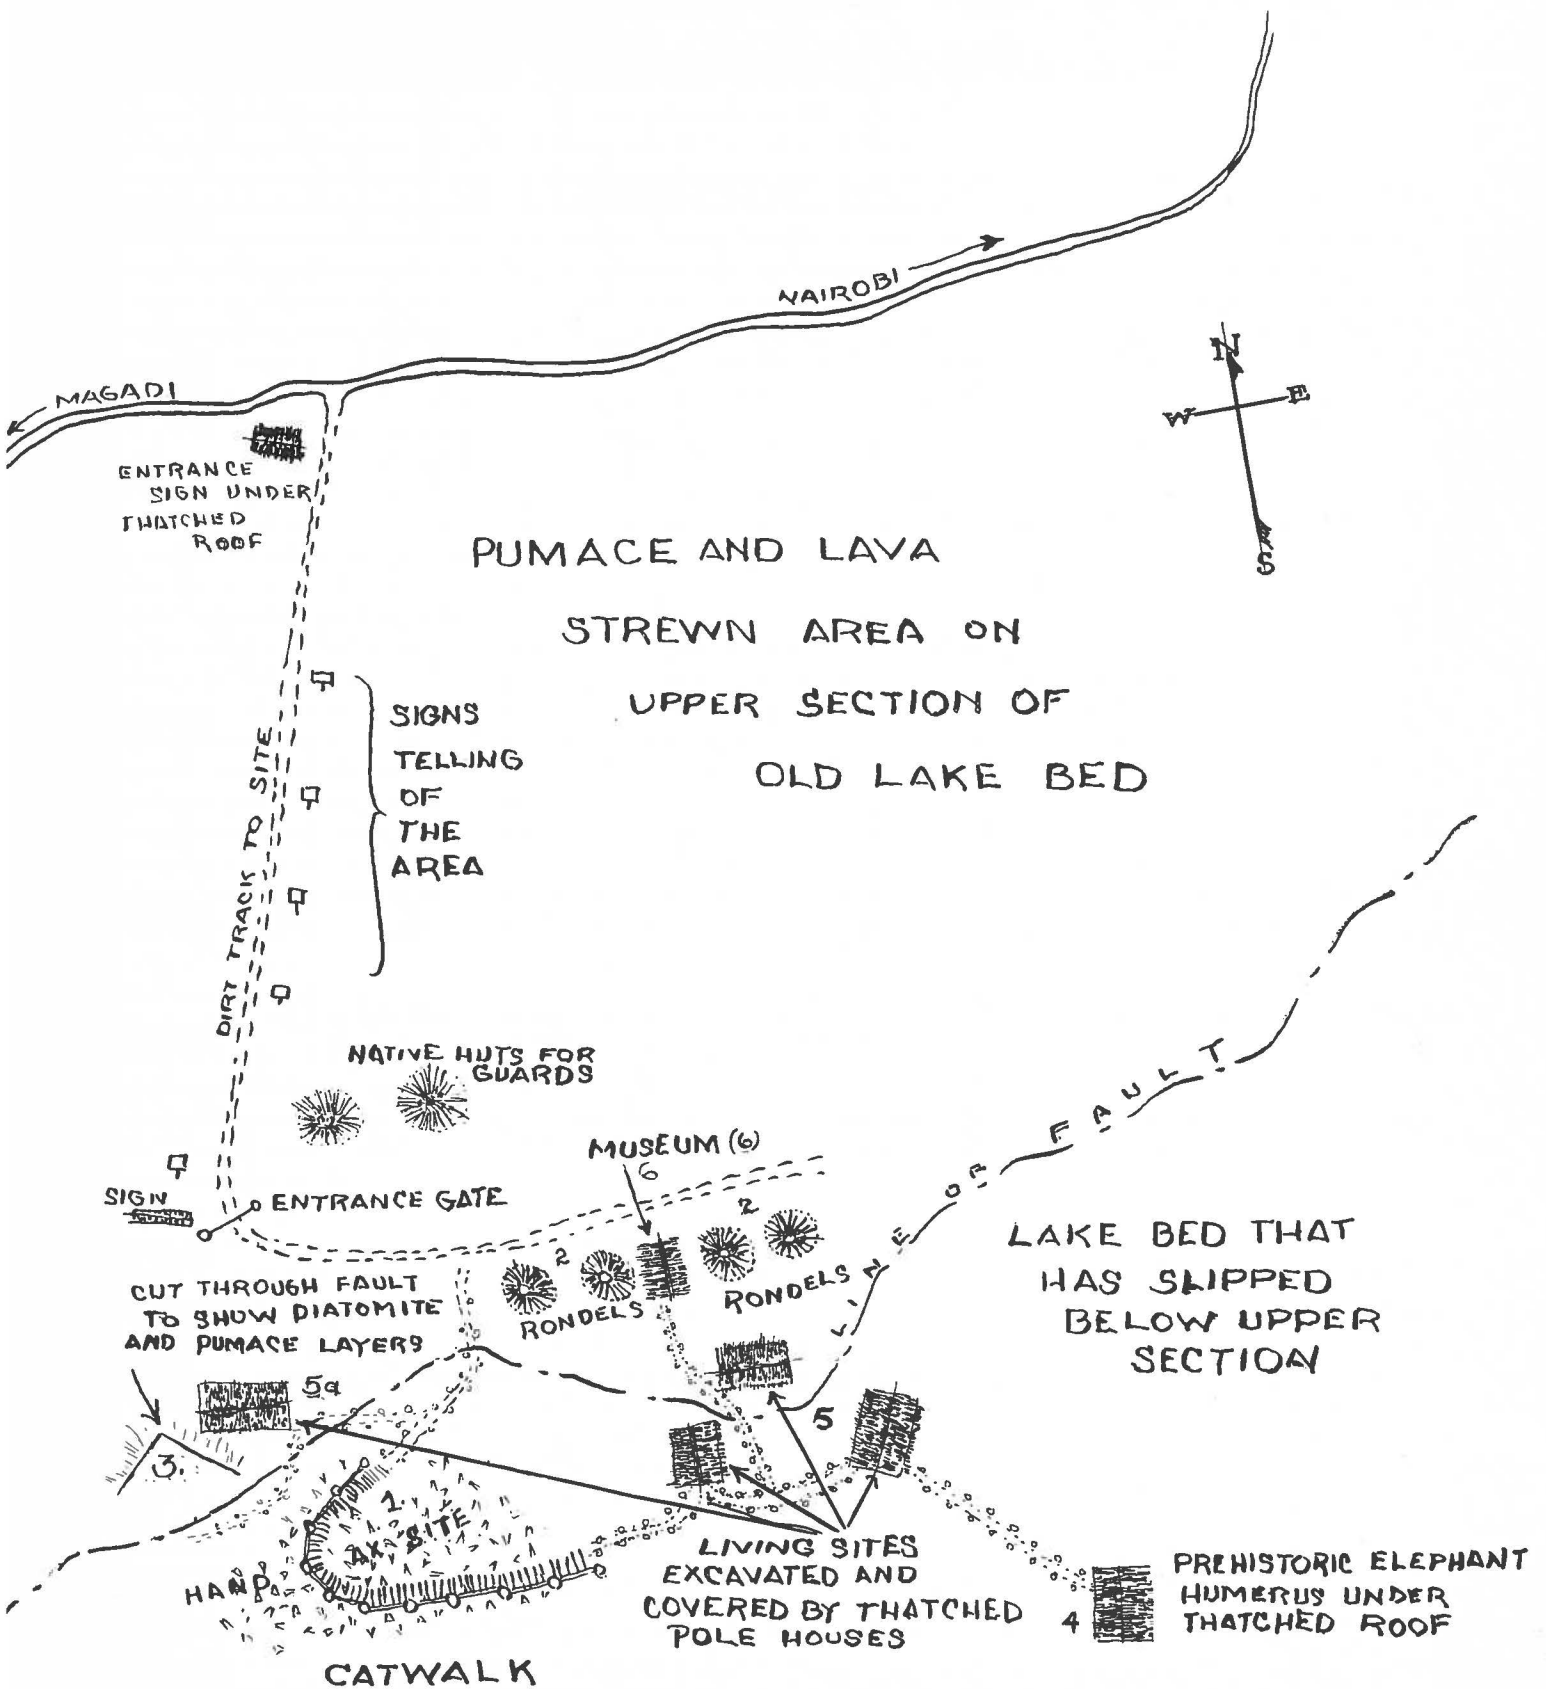 NAIROBI
MAGADI
N
W E
S
ENTRANCE
SIGN UNDER
THATCHED
ROOF
PUMACE AND LAVA
STREWN AREA ON
UPPER SECTION OF
OLD LAKE BED
SIGNS
TELLING
OF
THE
AREA
DIRT TRACK TO SITE
NATIVE HUTS FOR
GUARDS
MUSEUM (6)
6
SIGN
ENTRANCE GATE
2
2
RONDELS
RONDELS
LINE OF FAULT
LAKE BED THAT
HAS SLIPPED
BELOW UPPER
SECTION
CUT THROUGH FAULT
TO SHOW DIATOMITE
AND PUMACE LAYERS
5a
5
3.
1.
HAND AX SITE
LIVING SITES
EXCAVATED AND
COVERED BY THATCHED
POLE HOUSES
4
PREHISTORIC ELEPHANT
HUMERUS UNDER
THATCHED ROOF
CATWALK